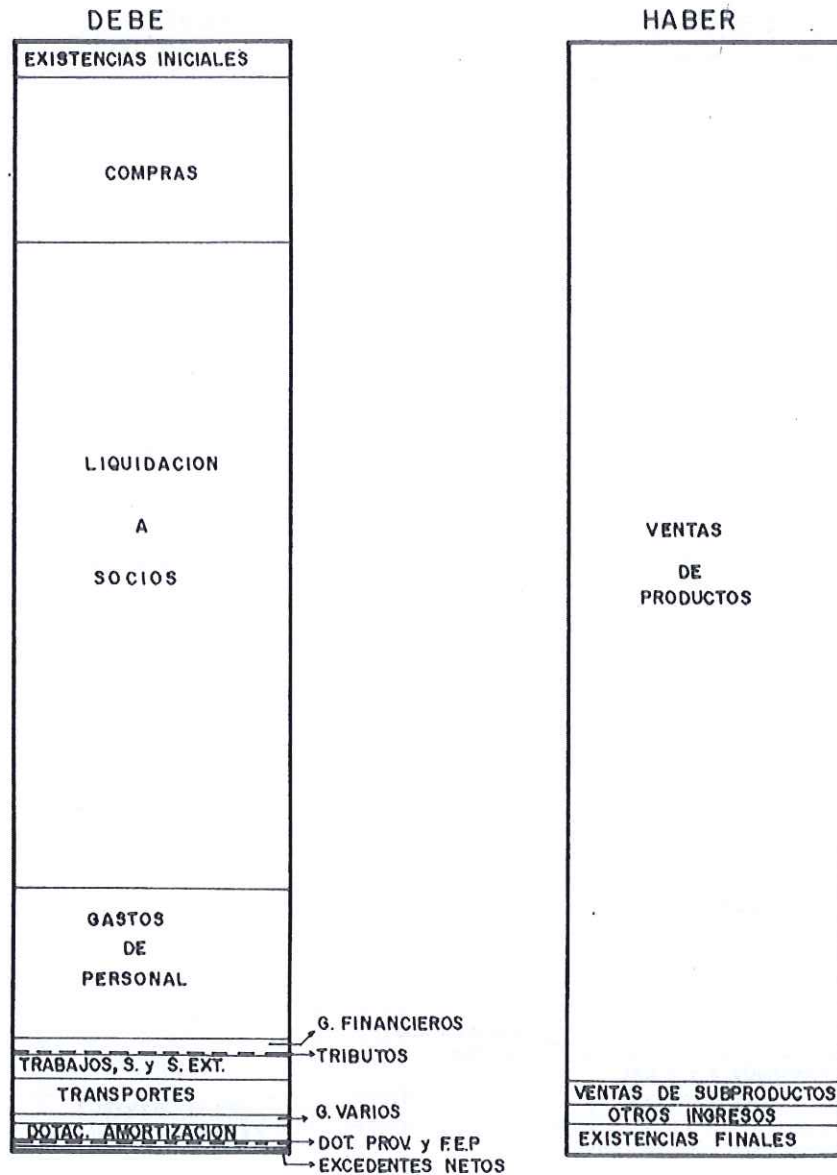 DEBE
EXISTENCIAS INICIALES
COMPRAS
LIQUIDACION
A
SOCIOS
GASTOS
DE
PERSONAL
G. FINANCIEROS
TRIBUTOS
TRABAJOS, S. y S. EXT.
TRANSPORTES
G. VARIOS
DOTAC. AMORTIZACION
DOT. PROV. y F.E.P
EXCEDENTES NETOS
HABER
VENTAS
DE
PRODUCTOS
VENTAS DE SUBPRODUCTOS
OTROS INGRESOS
EXISTENCIAS FINALES